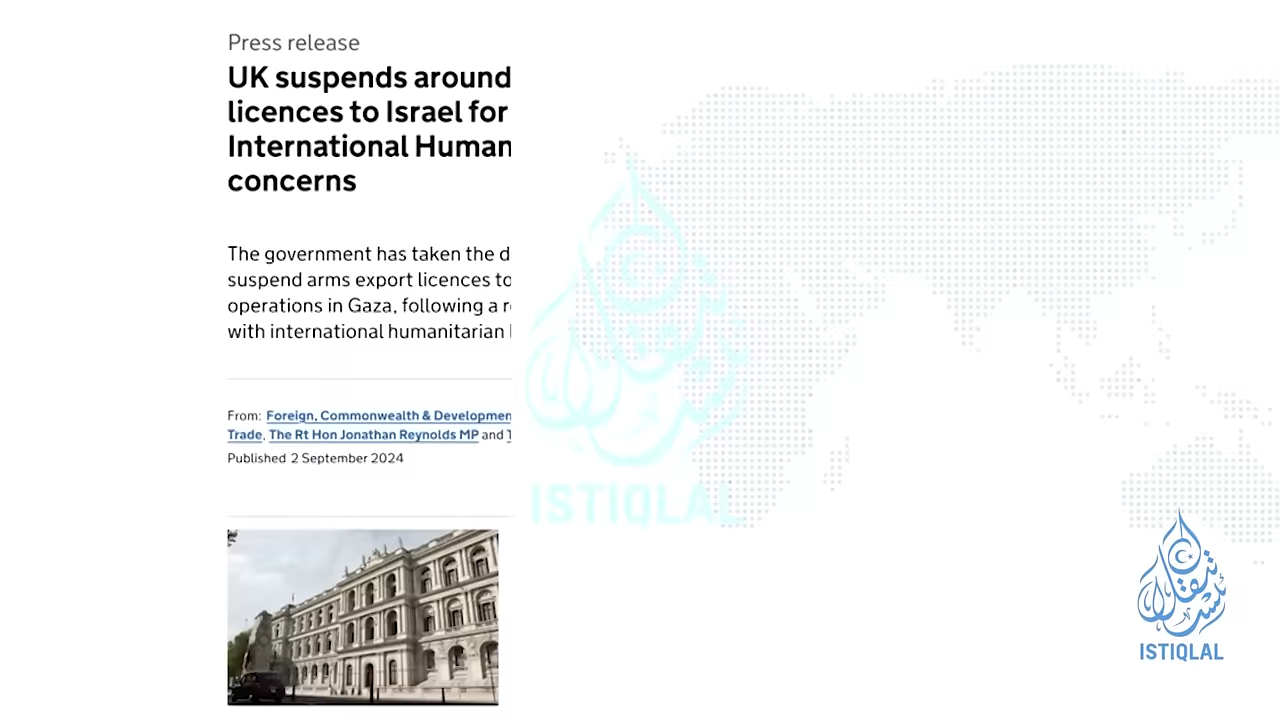 Press release
UK suspends around
licences to Israel for
International Human
concerns
The government has taken the d
suspend arms export licences to
operations in Gaza, following a r
with international humanitarian
From: Foreign, Commonwealth & Developmen
Trade, The Rt Hon Jonathan Reynolds MP and
Published 2 September 2024
ISTIQLAL
ISTIQLAL